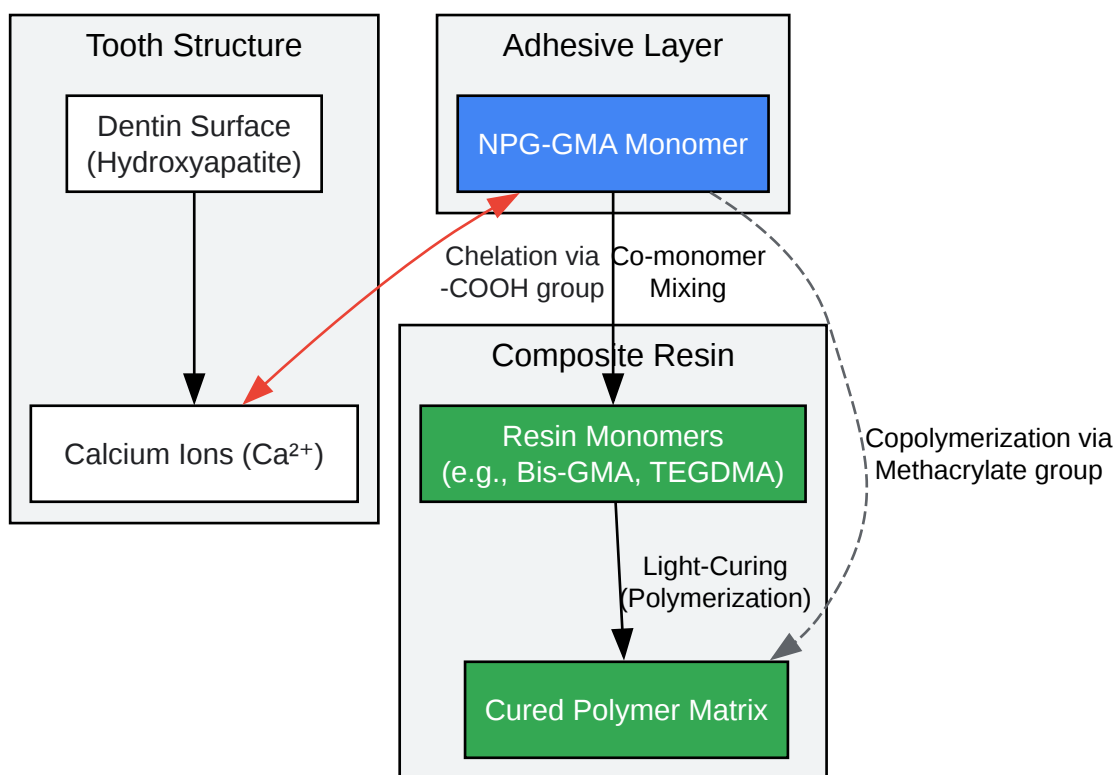 Tooth Structure
Dentin Surface
(Hydroxyapatite)
Calcium Ions (Ca²⁺)
Adhesive Layer
NPG-GMA Monomer
Chelation via
-COOH group
Co-monomer
Mixing
Composite Resin
Resin Monomers
(e.g., Bis-GMA, TEGDMA)
Copolymerization via
Methacrylate group
Light-Curing
(Polymerization)
Cured Polymer Matrix